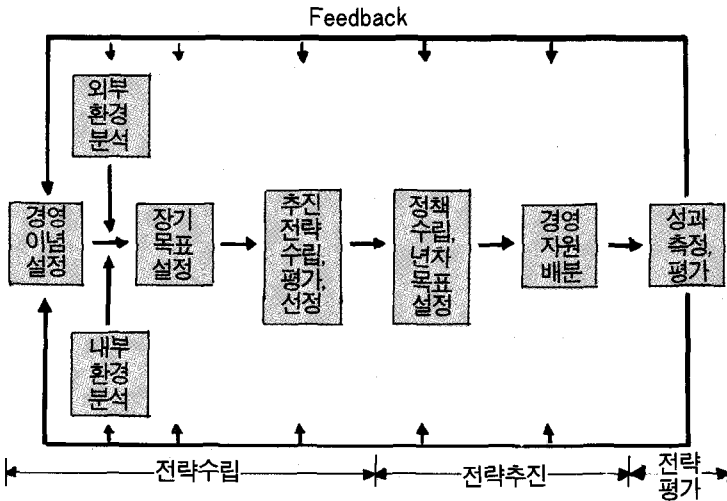 Feedback
외부
환경
분석
경영
이념
설정
장기
목표
설정
추진
전략
수립,
평가,
선정
정책
수립,
년차
목표
설정
경영
자원
배분
성과
측정,
평가
내부
환경
분석
전략수립
전략추진
전략
평가